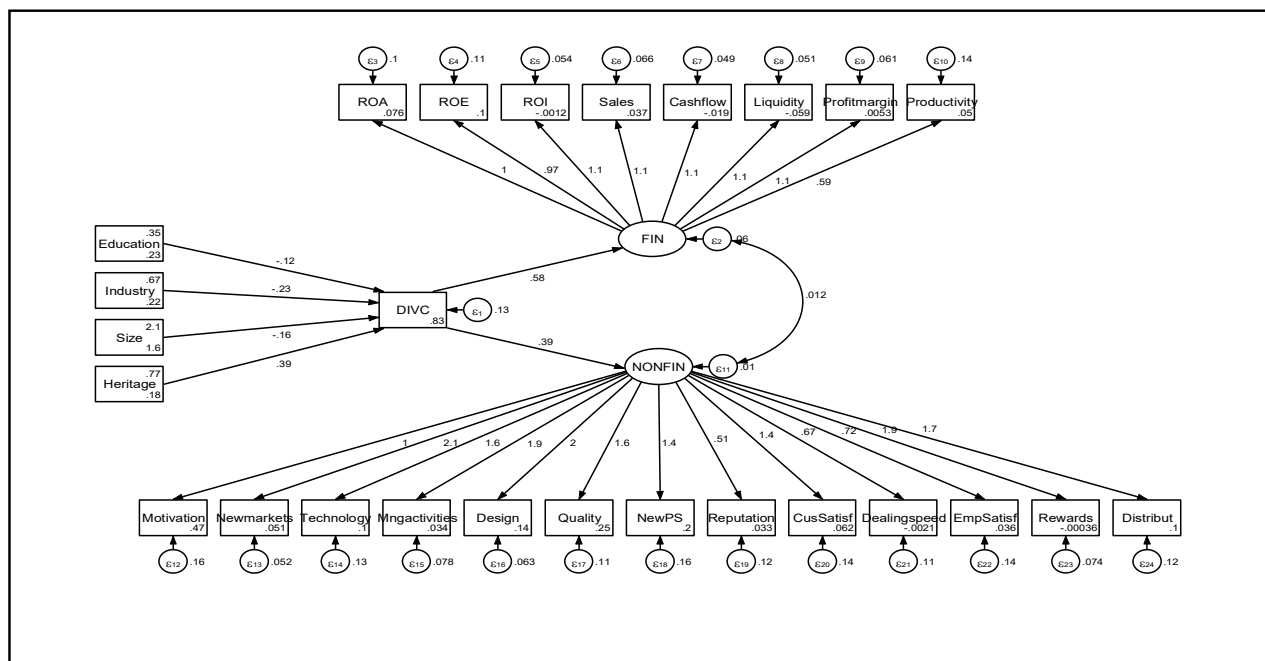 ε3 .1 ε4 .11 ε5 .054 ε6 .066 ε7 .049 ε8 .051 ε9 .061 ε10 .14
ROA ROE ROI Sales Cashflow Liquidity Profitmargin Productivity
.076 .1 -.0012 .037 -.019 -.059 .0053 .05
1 .97 1.1 1.1 1.1 1.1 1.1 .59
FIN ε2 .06
.35
Education
.23
-.12
.67
Industry
.22
-.23
2.1
Size
1.6
-.16
.77
Heritage
.18
.39
DIVC
.83
ε1 .13
.58
.39
.012
NONFIN ε11 .01
1 2.1 1.6 1.9 2 1.6 1.4 .51 1.4 .67 .72 1.9 1.7
Motivation Newmarkets Technology Mngactivities Design Quality NewPS Reputation CusSatisf Dealingspeed EmpSatisf Rewards Distribut
.47 .051 .1 .034 .14 .25 .2 .033 .062 -.0021 .036 -.00036 .1
ε12 .16 ε13 .052 ε14 .13 ε15 .078 ε16 .063 ε17 .11 ε18 .16 ε19 .12 ε20 .14 ε21 .11 ε22 .14 ε23 .074 ε24 .12